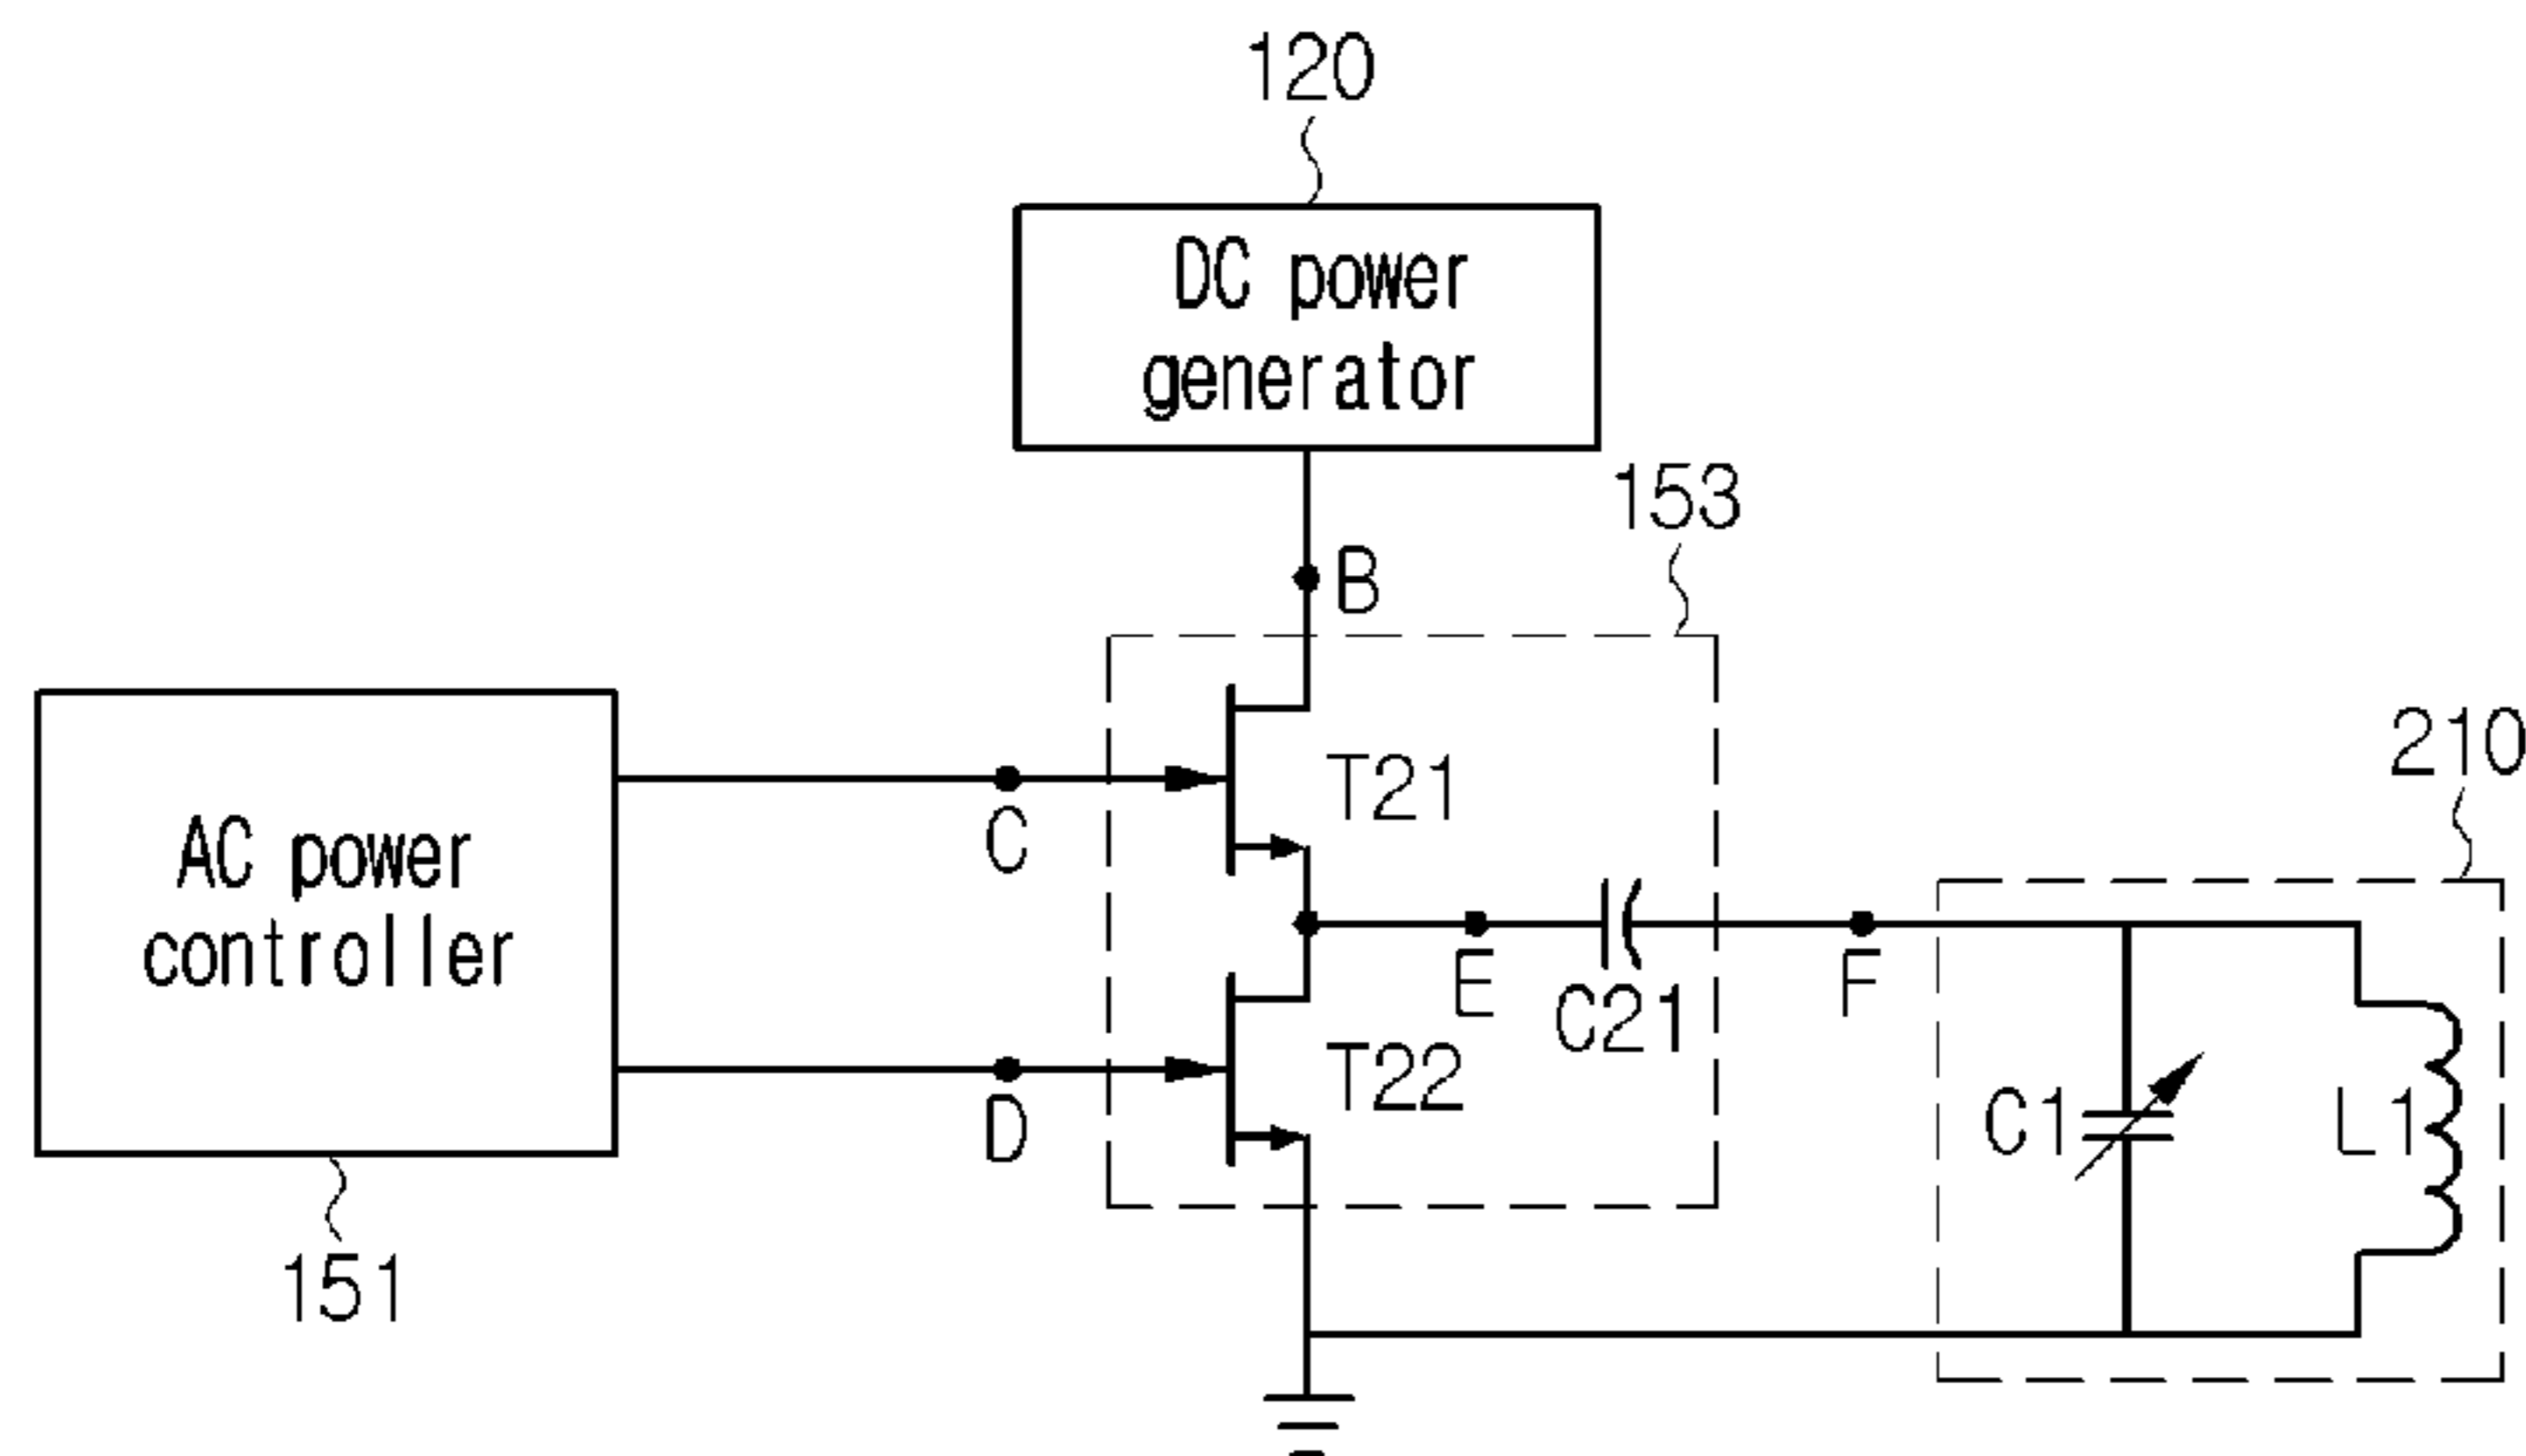 120
DC power
generator
153
B
210
T21
C
AC power
controller
E
C21
F
T22
C1
L1
D
151